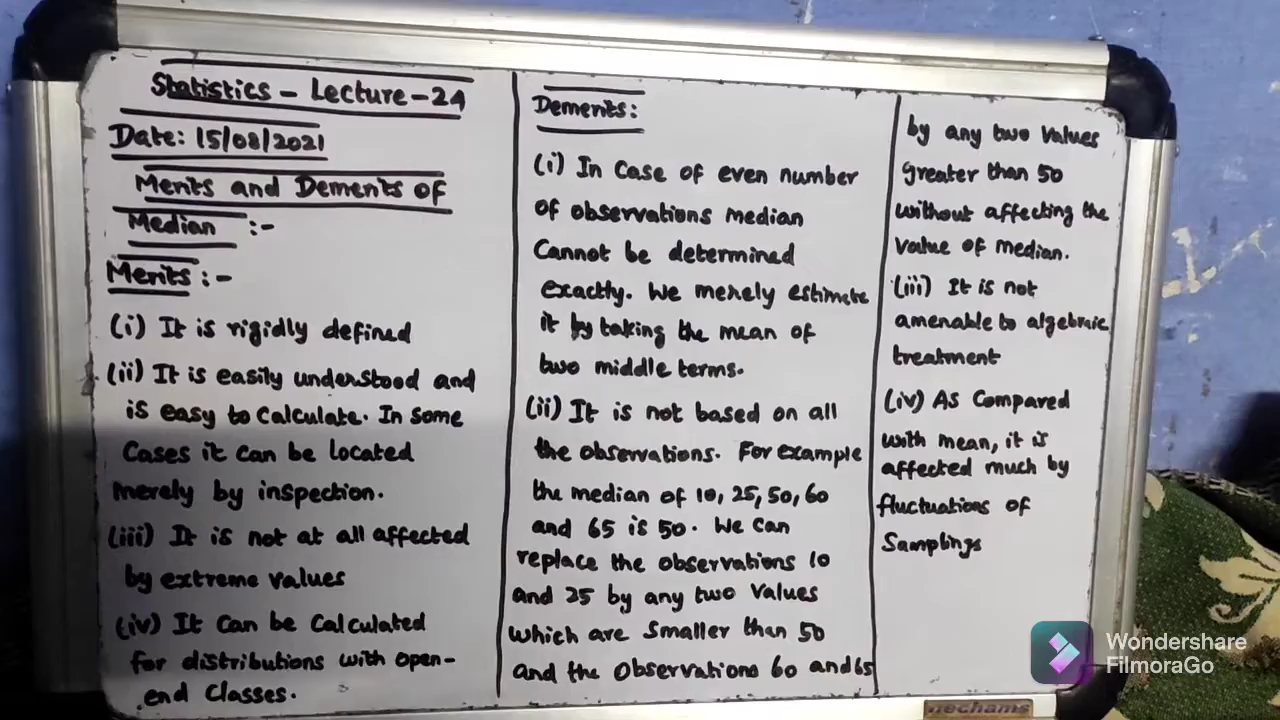 Statistics - Lecture-24
Date: 15/08/2021
Merits and Demerits of
Median :-
Merits :-
(i) It is rigidly defined
(ii) It is easily understood and
is easy to calculate. In some
Cases it can be located
merely by inspection.
(iii) It is not at all affected
by extreme values
(iv) It can be calculated
for distributions with open-
end classes.
Demerits:
(i) In case of even number
of observations median
Cannot be determined
exactly. We merely estimate
it by taking the mean of
two middle terms.
(ii) It is not based on all
the observations. For example
the median of 10, 25, 50, 60
and 65 is 50. We can
replace the observations 10
and 25 by any two values
which are smaller than 50
and the observations 60 and 65
by any two values
greater than 50
without affecting the
value of median.
(iii) It is not
amenable to algebraic
treatment
(iv) As Compared
with mean, it is
affected much by
fluctuations of
Samplings
Wondershare
FilmoraGo